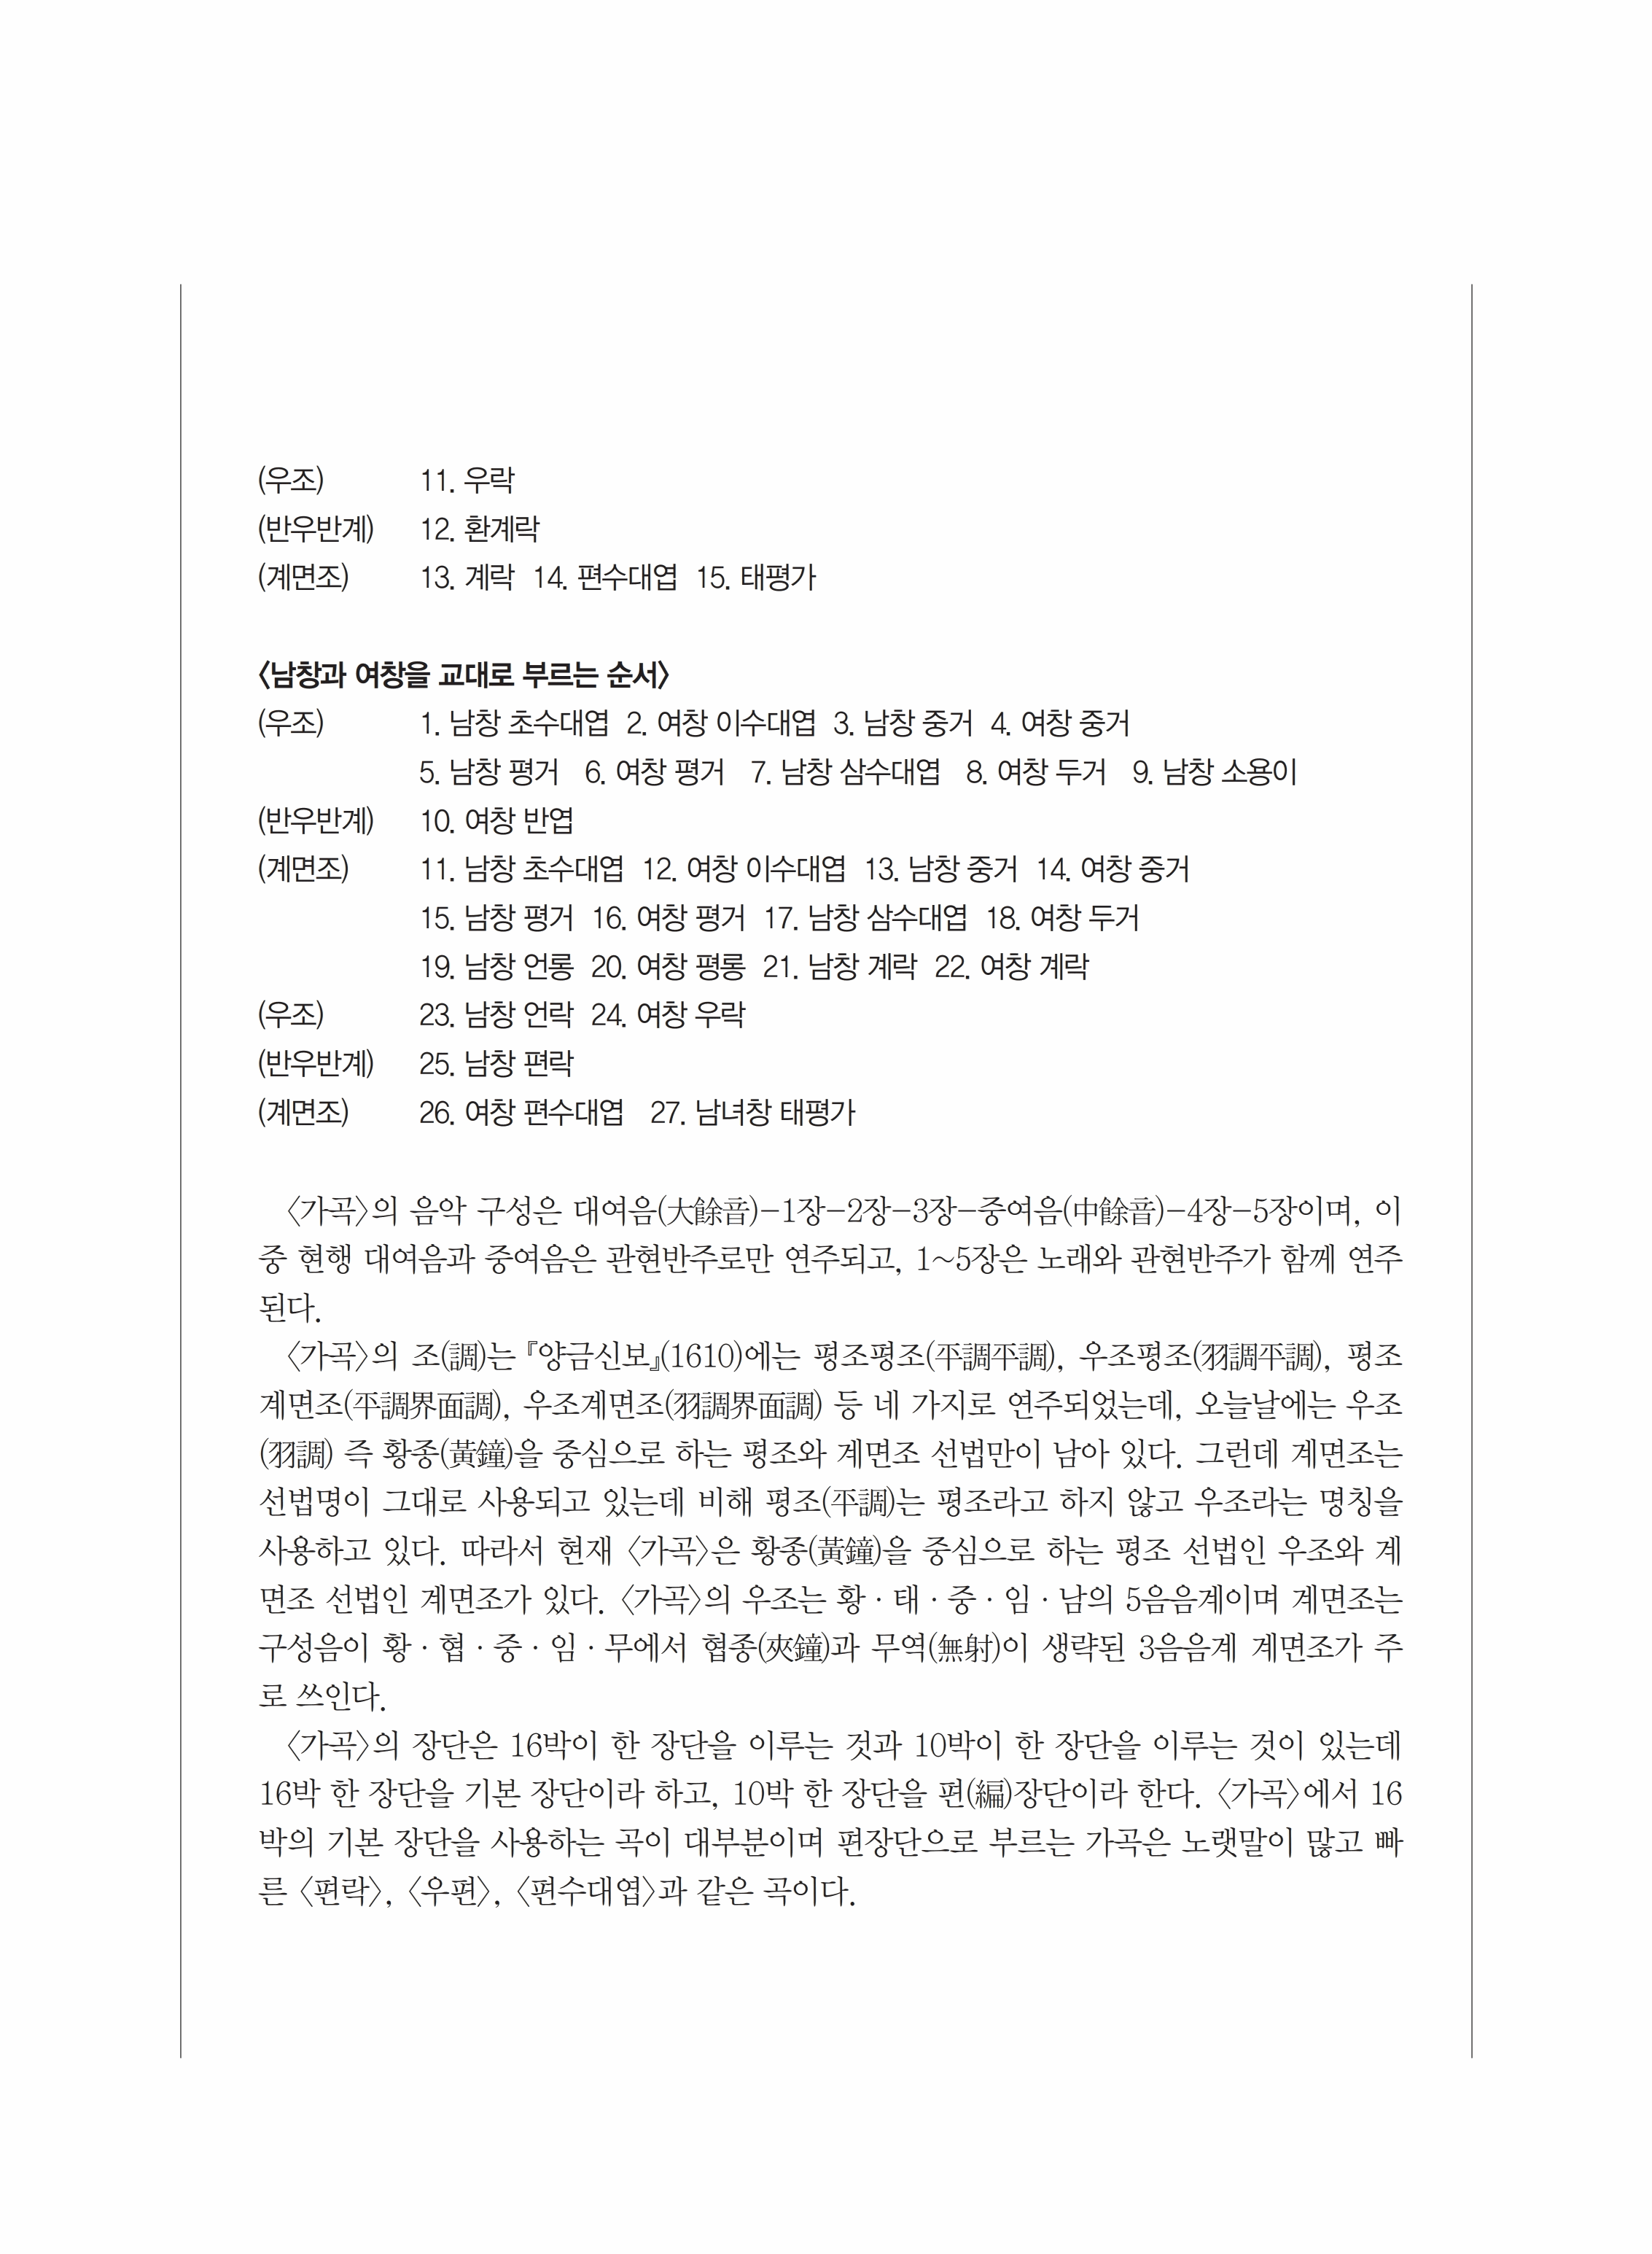 (우조) 11. 우락
(반우반계) 12. 환계락
(계면조) 13. 계락 14. 편수대엽 15. 태평가
〈남창과 여창을 교대로 부르는 순서〉
(우조) 1. 남창 초수대엽 2. 여창 이수대엽 3. 남창 중거 4. 여창 중거
5. 남창 평거 6. 여창 평거 7. 남창 삼수대엽 8. 여창 두거 9. 남창 소용이
(반우반계) 10. 여창 반엽
(계면조) 11. 남창 초수대엽 12. 여창 이수대엽 13. 남창 중거 14. 여창 중거
15. 남창 평거 16. 여창 평거 17. 남창 삼수대엽 18. 여창 두거
19. 남창 언롱 20. 여창 평롱 21. 남창 계락 22. 여창 계락
(우조) 23. 남창 언락 24. 여창 우락
(반우반계) 25. 남창 편락
(계면조) 26. 여창 편수대엽 27. 남녀창 태평가
〈가곡〉의 음악 구성은 대여음(大餘音)-1장-2장-3장-중여음(中餘音)-4장-5장이며, 이
중 현행 대여음과 중여음은 관현반주로만 연주되고, 1~5장은 노래와 관현반주가 함께 연주
된다.
〈가곡〉의 조(調)는 『양금신보』(1610)에는 평조평조(平調平調), 우조평조(羽調平調), 평조
계면조(平調界面調), 우조계면조(羽調界面調) 등 네 가지로 연주되었는데, 오늘날에는 우조
(羽調) 즉 황종(黃鐘)을 중심으로 하는 평조와 계면조 선법만이 남아 있다. 그런데 계면조는
선법명이 그대로 사용되고 있는데 비해 평조(平調)는 평조라고 하지 않고 우조라는 명칭을
사용하고 있다. 따라서 현재 〈가곡〉은 황종(黃鐘)을 중심으로 하는 평조 선법인 우조와 계
면조 선법인 계면조가 있다. 〈가곡〉의 우조는 황·태·중·임·남의 5음음계이며 계면조는
구성음이 황·협·중·임·무에서 협종(夾鐘)과 무역(無射)이 생략된 3음음계 계면조가 주
로 쓰인다.
〈가곡〉의 장단은 16박이 한 장단을 이루는 것과 10박이 한 장단을 이루는 것이 있는데
16박 한 장단을 기본 장단이라 하고, 10박 한 장단을 편(編)장단이라 한다. 〈가곡〉에서 16
박의 기본 장단을 사용하는 곡이 대부분이며 편장단으로 부르는 가곡은 노랫말이 많고 빠
른 〈편락〉, 〈우편〉, 〈편수대엽〉과 같은 곡이다.